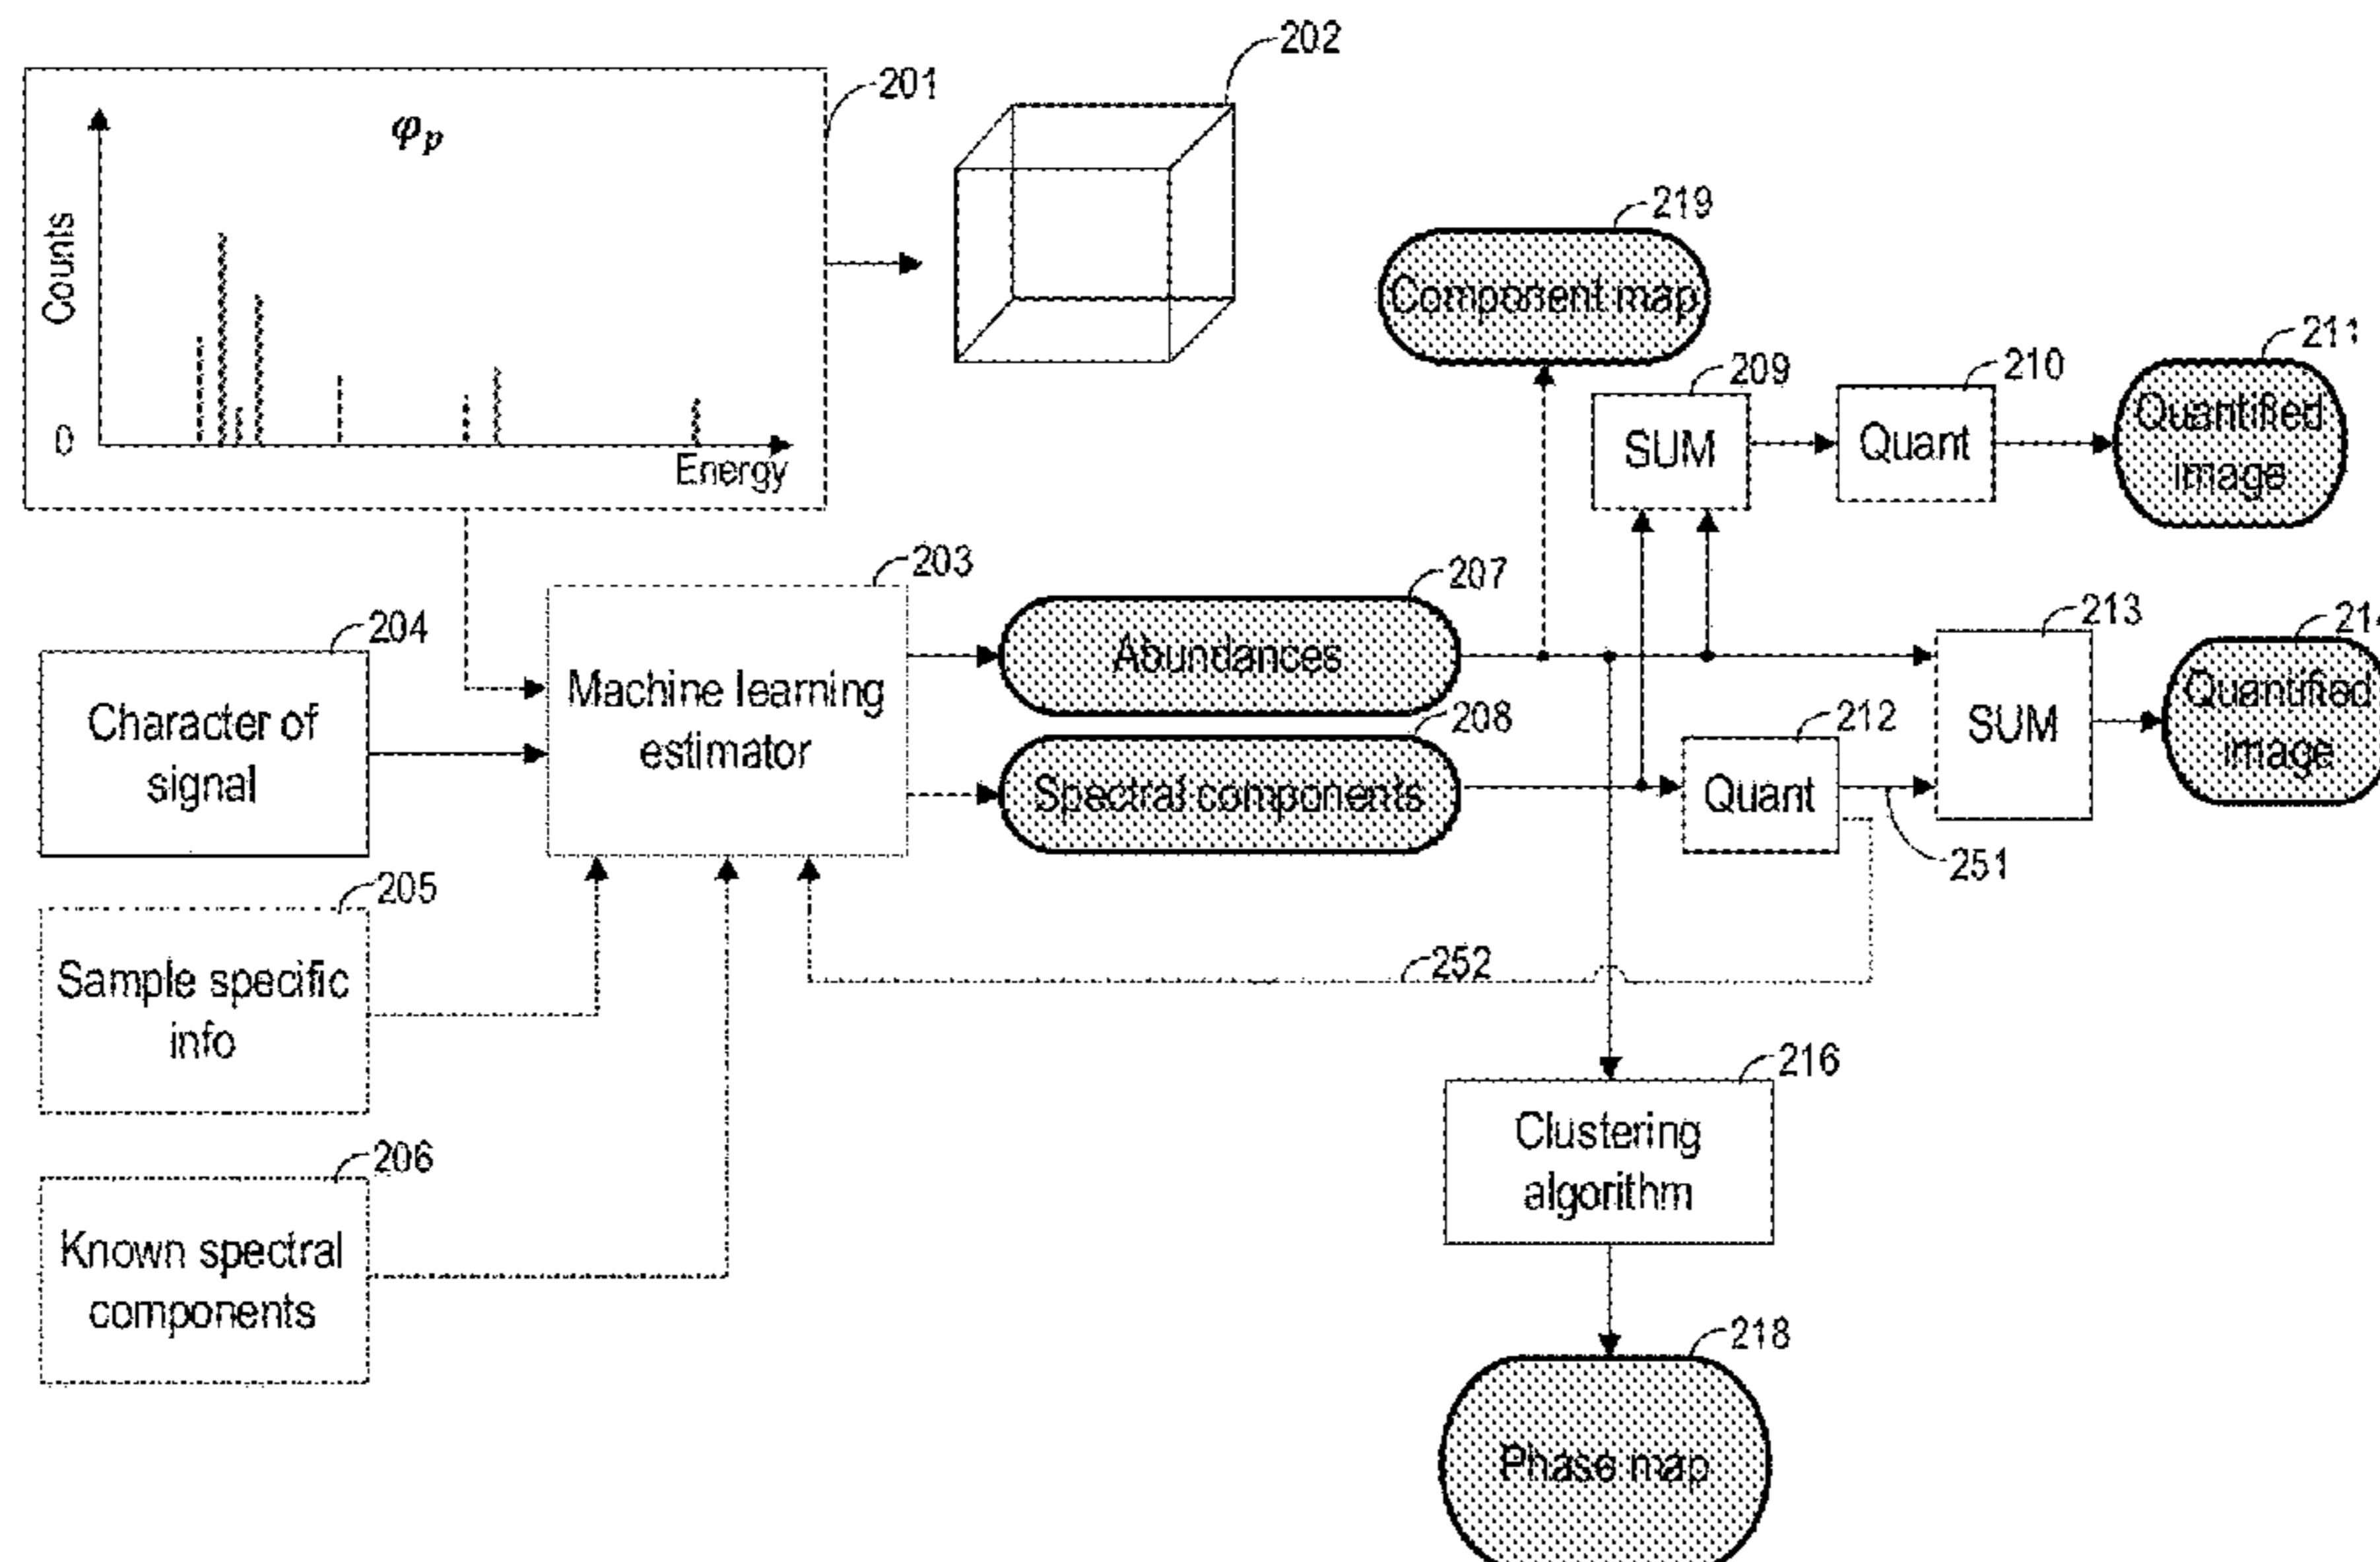 202
201
φp
Counts
0
Energy
219
Component map
211
209
210
SUM
Quant
Quantified
image
203
207
204
213
214
Character of
signal
Machine learning
estimator
Abundances
208
212
SUM
Quantified
image
Spectral components
Quant
251
205
Sample specific
info
252
216
Clustering
algorithm
206
Known spectral
components
218
Phase map